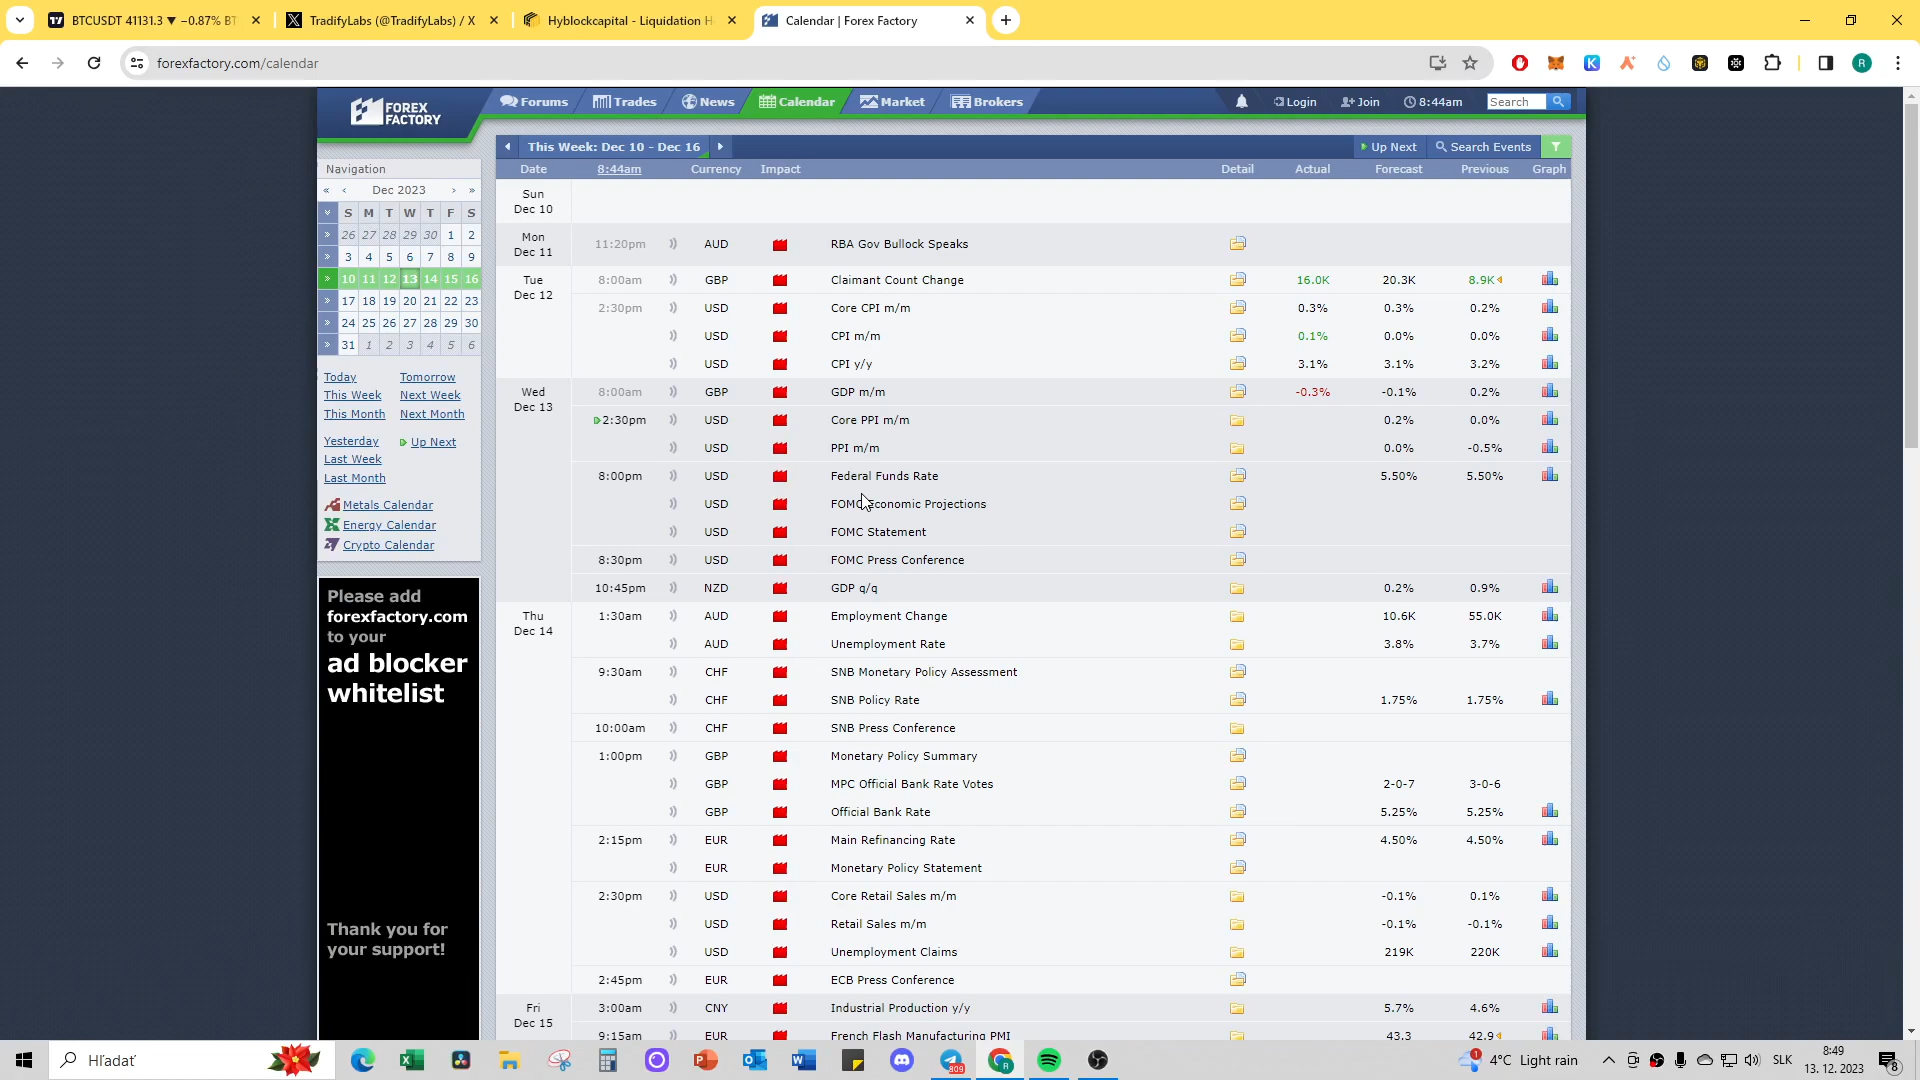 BTCUSDT 41131.3 ▼ −0.87% BT
TradifyLabs (@TradifyLabs) / X
Hyblockcapital - Liquidation H
Calendar | Forex Factory
forexfactory.com/calendar
R
FOREX FACTORY
Forums Trades News Calendar Market Brokers
Login Join 8:44am Search
Navigation
« ‹ Dec 2023 › »
S M T W T F S
26 27 28 29 30 1 2
3 4 5 6 7 8 9
10 11 12 13 14 15 16
17 18 19 20 21 22 23
24 25 26 27 28 29 30
31 1 2 3 4 5 6
Today Tomorrow
This Week Next Week
This Month Next Month
Yesterday Up Next
Last Week
Last Month
Metals Calendar
Energy Calendar
Crypto Calendar
Please add
forexfactory.com
to your
ad blocker
whitelist
Thank you for
your support!
This Week: Dec 10 - Dec 16 Up Next Search Events
Date 8:44am Currency Impact Detail Actual Forecast Previous Graph
Sun
Dec 10
Mon
Dec 11
11:20pm AUD RBA Gov Bullock Speaks
Tue
Dec 12
8:00am GBP Claimant Count Change 16.0K 20.3K 8.9K
2:30pm USD Core CPI m/m 0.3% 0.3% 0.2%
USD CPI m/m 0.1% 0.0% 0.0%
USD CPI y/y 3.1% 3.1% 3.2%
Wed
Dec 13
8:00am GBP GDP m/m -0.3% -0.1% 0.2%
2:30pm USD Core PPI m/m 0.2% 0.0%
USD PPI m/m 0.0% -0.5%
8:00pm USD Federal Funds Rate 5.50% 5.50%
USD FOMC Economic Projections
USD FOMC Statement
8:30pm USD FOMC Press Conference
10:45pm NZD GDP q/q 0.2% 0.9%
Thu
Dec 14
1:30am AUD Employment Change 10.6K 55.0K
AUD Unemployment Rate 3.8% 3.7%
9:30am CHF SNB Monetary Policy Assessment
CHF SNB Policy Rate 1.75% 1.75%
10:00am CHF SNB Press Conference
1:00pm GBP Monetary Policy Summary
GBP MPC Official Bank Rate Votes 2-0-7 3-0-6
GBP Official Bank Rate 5.25% 5.25%
2:15pm EUR Main Refinancing Rate 4.50% 4.50%
EUR Monetary Policy Statement
2:30pm USD Core Retail Sales m/m -0.1% 0.1%
USD Retail Sales m/m -0.1% -0.1%
USD Unemployment Claims 219K 220K
2:45pm EUR ECB Press Conference
Fri
Dec 15
3:00am CNY Industrial Production y/y 5.7% 4.6%
9:15am EUR French Flash Manufacturing PMI 43.3 42.9
Hľadať
809
1
4°C Light rain
SLK
8:49
13. 12. 2023
8